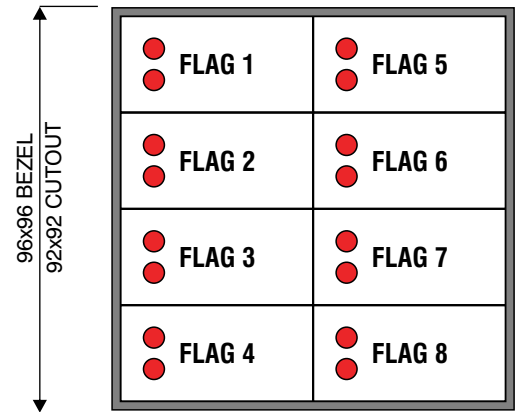 96x96 BEZEL
92x92 CUTOUT
FLAG 1
FLAG 5
FLAG 2
FLAG 6
FLAG 3
FLAG 7
FLAG 4
FLAG 8